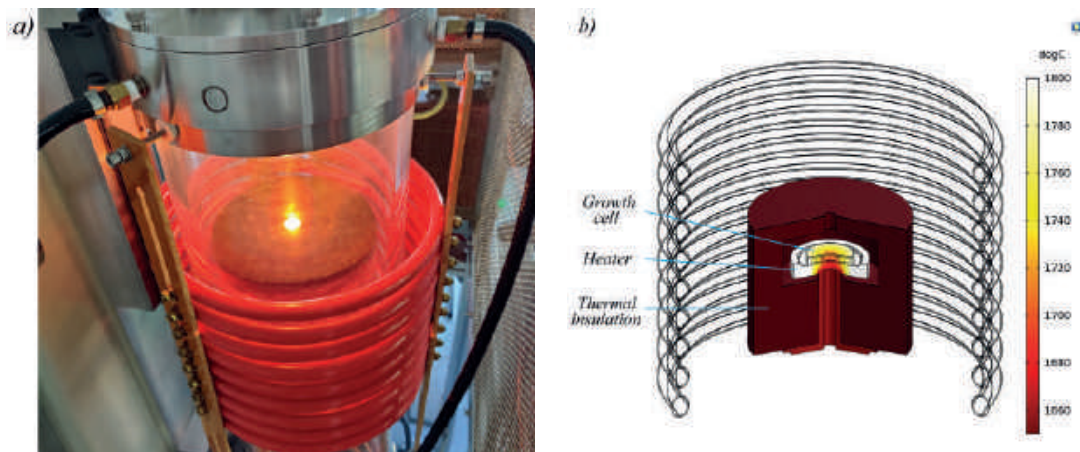 a)
b)
degC
1800
1780
1760
1740
1720
1700
1680
1660
Growth
cell
Heater
Thermal
insulation